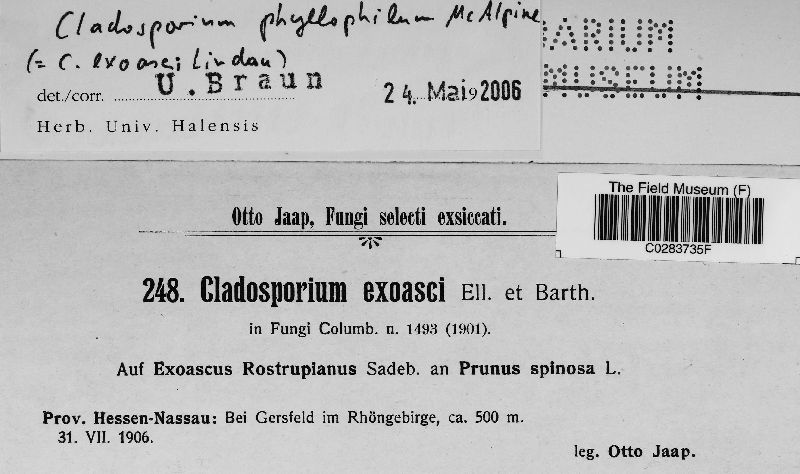 Cladosporium phyllophilum McAlpine
(= C. exoasci Lindau)
det./corr. U. Braun 24. Mai 2006
Herb. Univ. Halensis
ARIUM
MUSEUM
The Field Museum (F)
C0283735F
Otto Jaap, Fungi selecti exsiccati.
248. Cladosporium exoasci Ell. et Barth.
in Fungi Columb. n. 1493 (1901).
Auf Exoascus Rostrupianus Sadeb. an Prunus spinosa L.
Prov. Hessen-Nassau: Bei Gersfeld im Rhöngebirge, ca. 500 m.
31. VII. 1906.
leg. Otto Jaap.